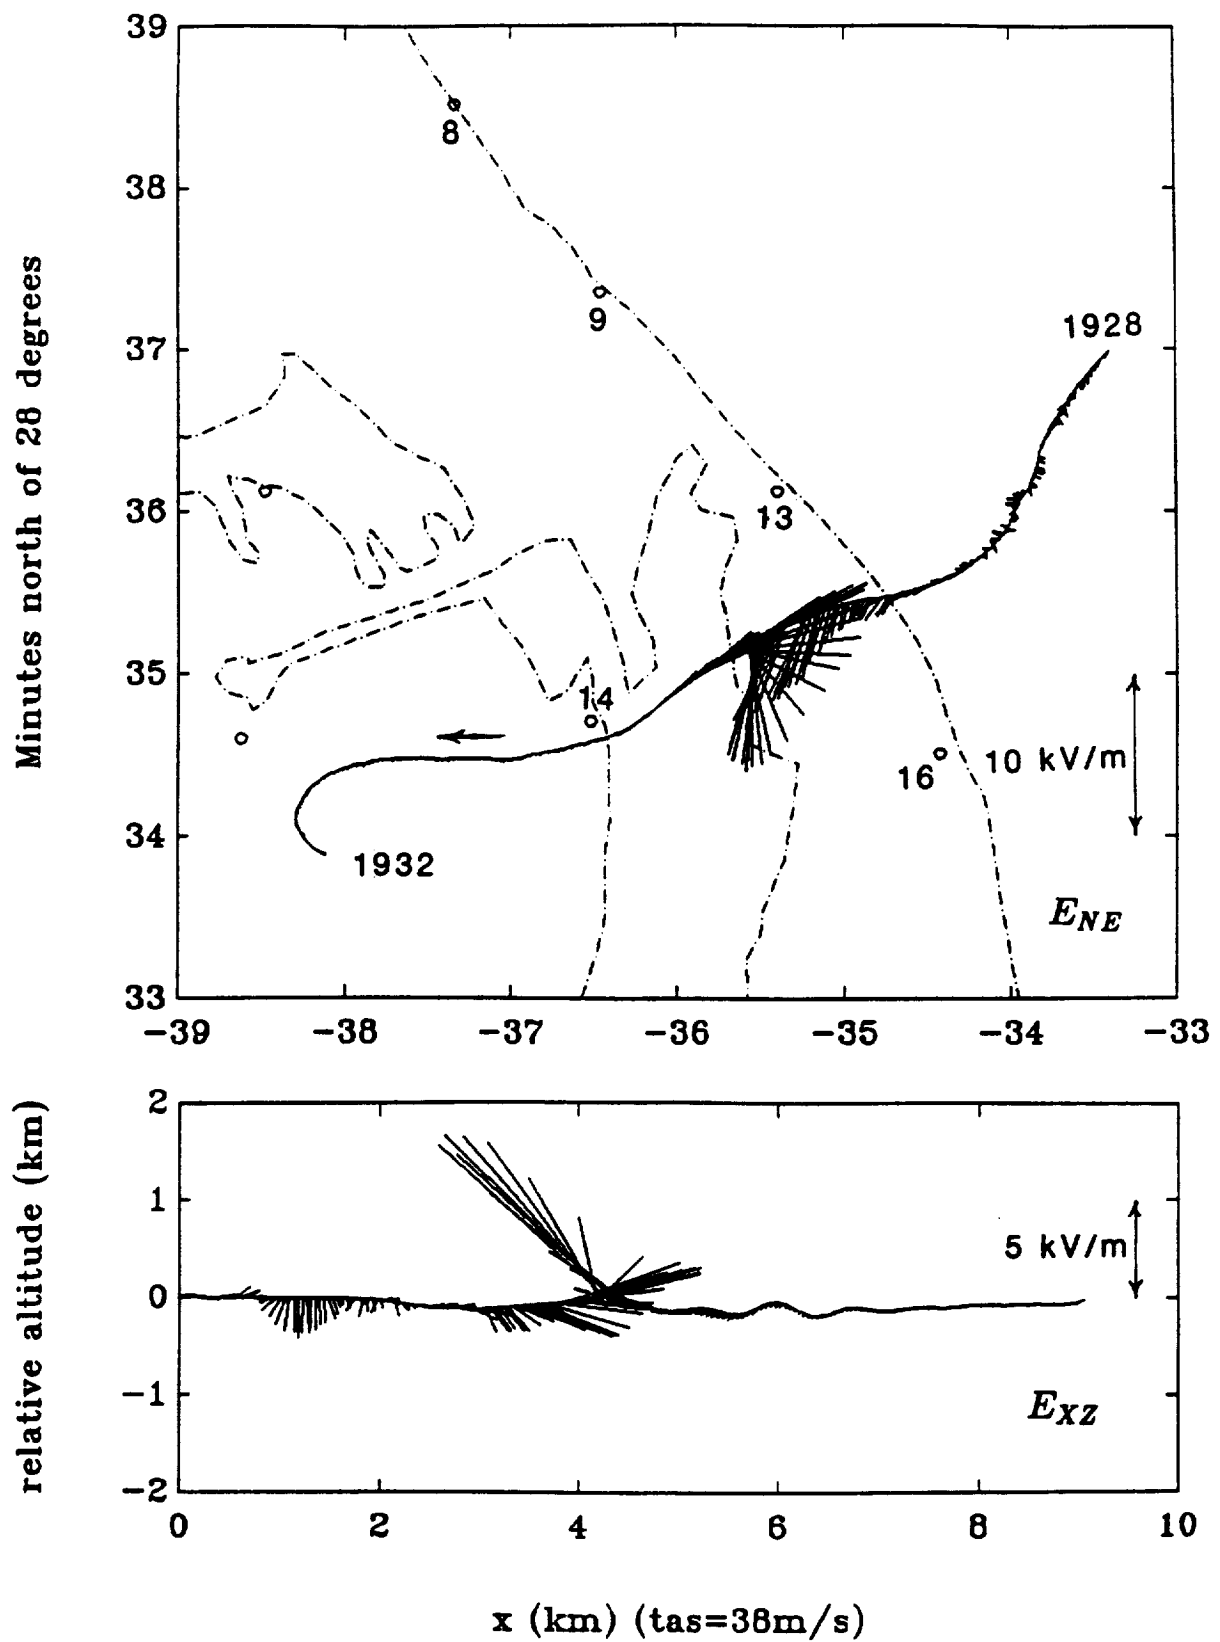 39
8
38
Minutes north of 28 degrees
9
37
1928
36
13
35
14
16
10 kV/m
34
1932
E_NE
33
−39 −38 −37 −36 −35 −34 −33
relative altitude (km)
2
1
5 kV/m
0
−1
E_XZ
−2
0 2 4 6 8 10
x (km) (tas=38m/s)